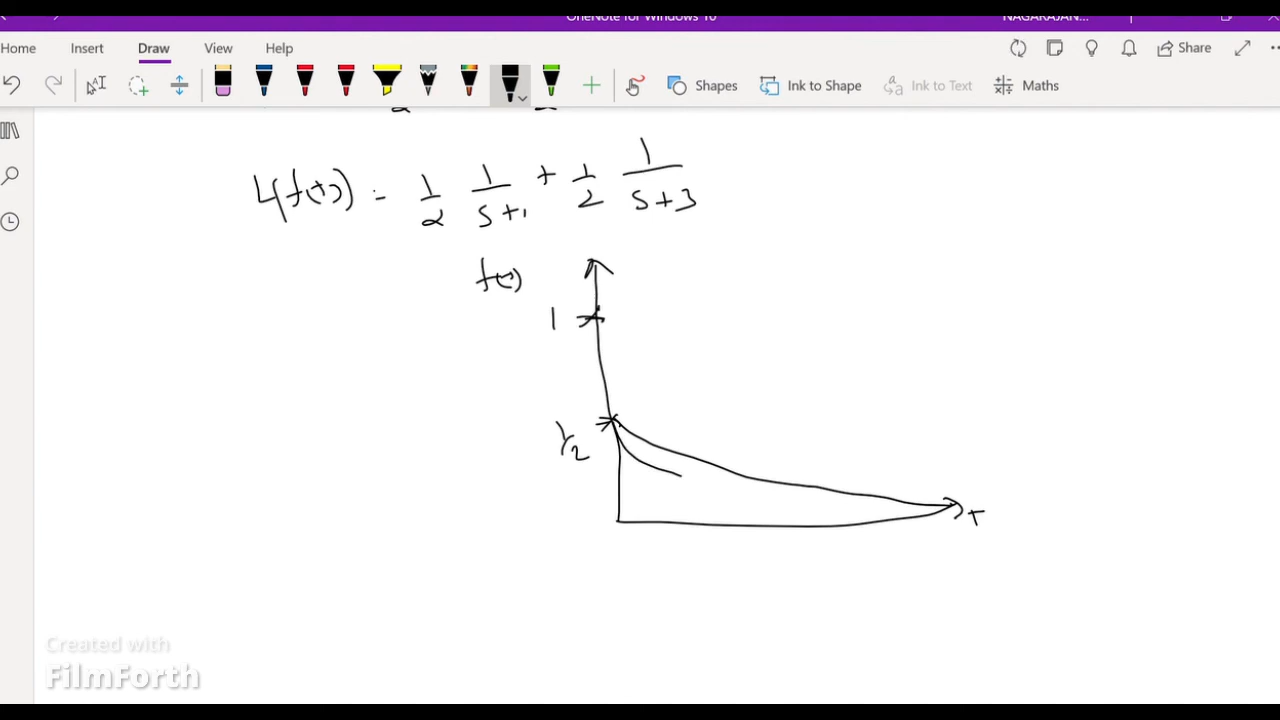 OneNote for Windows 10 NAGARAJAN...
Home Insert Draw View Help Share
Shapes Ink to Shape Ink to Text Maths
L(f(t)) = 1/2 1/(s+1) + 1/2 1/(s+3)
f(t)
1
1/2
t
Created with
FilmForth